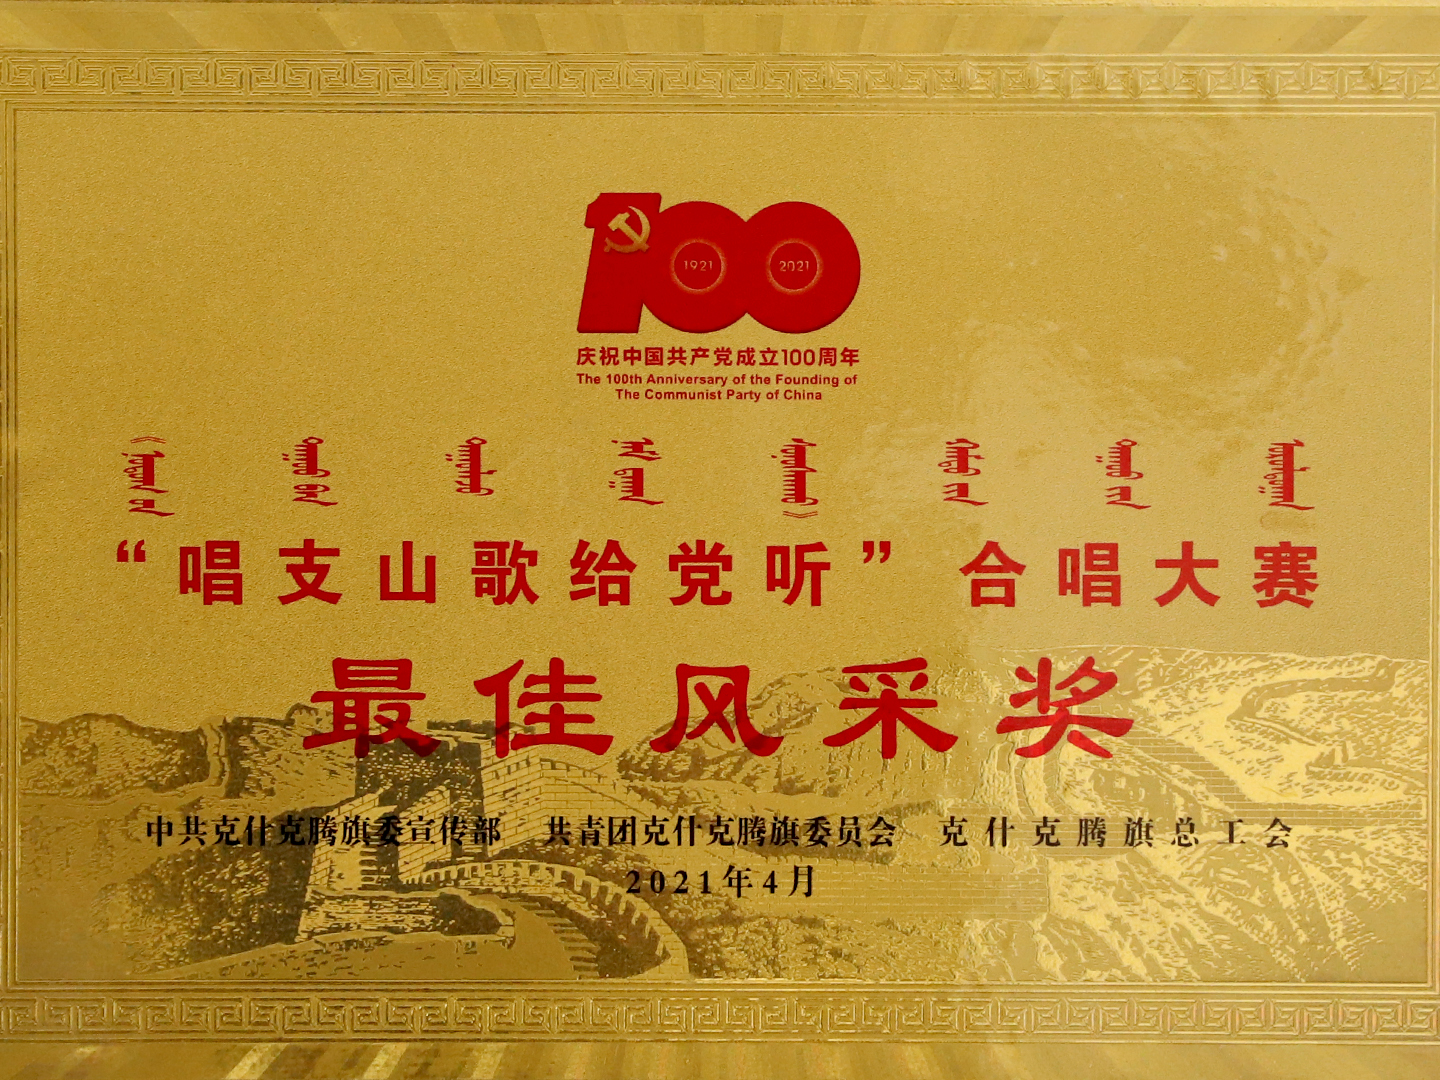 1921 2021
庆祝中国共产党成立100周年
The 100th Anniversary of the Founding of
The Communist Party of China
“唱支山歌给党听”合唱大赛
最佳风采奖
中共克什克腾旗委宣传部 共青团克什克腾旗委员会 克什克腾旗总工会
2021年4月